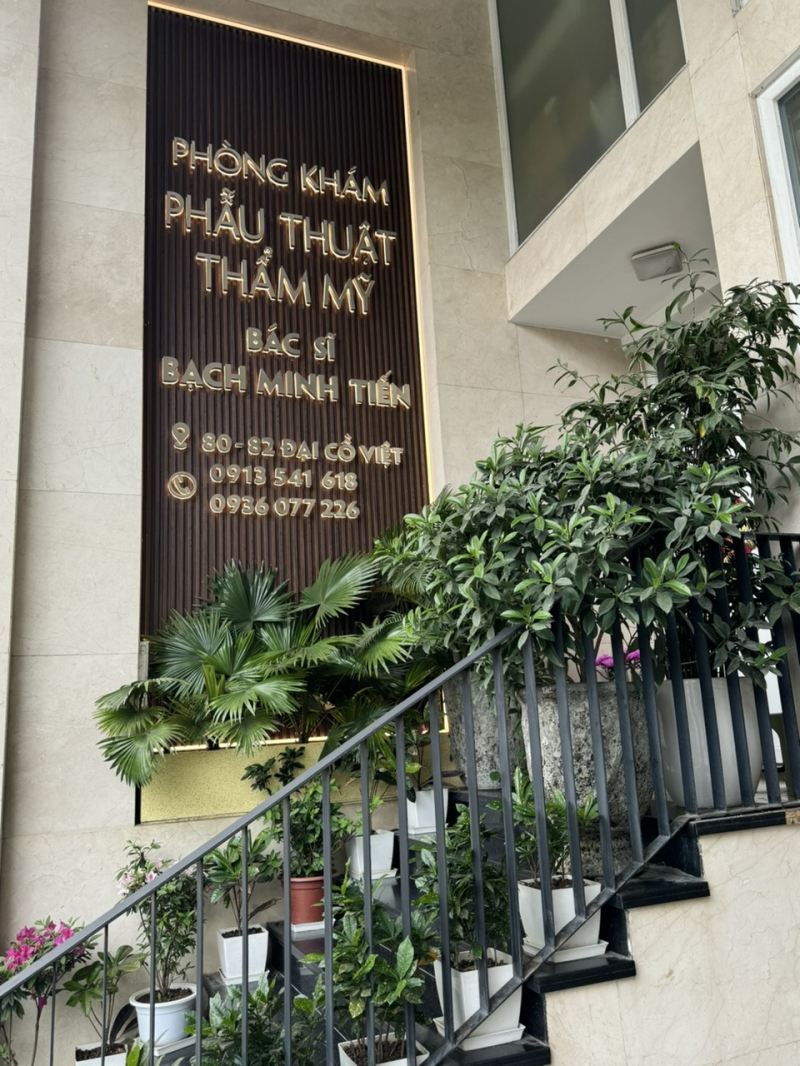 PHÒNG KHÁM
PHẪU THUẬT
THẨM MỸ
BÁC SĨ
BẠCH MINH TIẾN
80-82 ĐẠI CỒ VIỆT
0913 541 618
0936 077 226